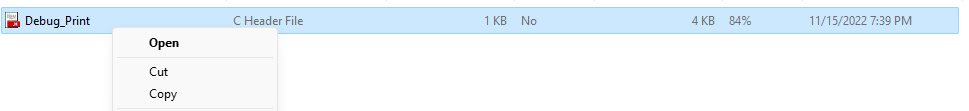 Debug_Print C Header File 1 KB No 4 KB 84% 11/15/2022 7:39 PM
Open
Cut
Copy